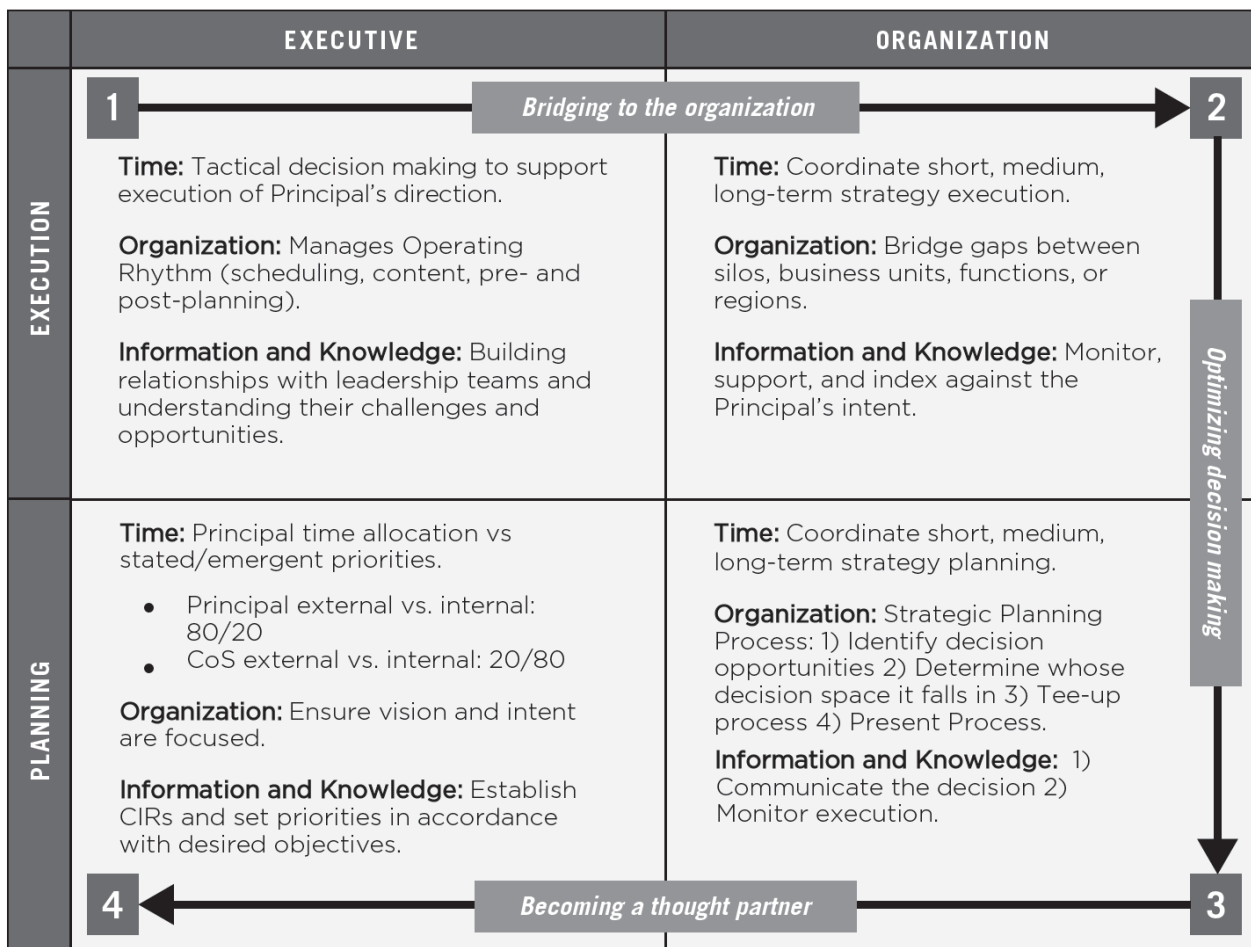 EXECUTIVE
ORGANIZATION
EXECUTION
1
Bridging to the organization
2
Time: Tactical decision making to support
execution of Principal’s direction.
Organization: Manages Operating
Rhythm (scheduling, content, pre- and
post-planning).
Information and Knowledge: Building
relationships with leadership teams and
understanding their challenges and
opportunities.
Time: Coordinate short, medium,
long-term strategy execution.
Organization: Bridge gaps between
silos, business units, functions, or
regions.
Information and Knowledge: Monitor,
support, and index against the
Principal’s intent.
Optimizing decision making
PLANNING
Time: Principal time allocation vs
stated/emergent priorities.
• Principal external vs. internal:
80/20
• CoS external vs. internal: 20/80
Organization: Ensure vision and intent
are focused.
Information and Knowledge: Establish
CIRs and set priorities in accordance
with desired objectives.
Time: Coordinate short, medium,
long-term strategy planning.
Organization: Strategic Planning
Process: 1) Identify decision
opportunities 2) Determine whose
decision space it falls in 3) Tee-up
process 4) Present Process.
Information and Knowledge: 1)
Communicate the decision 2)
Monitor execution.
4
Becoming a thought partner
3